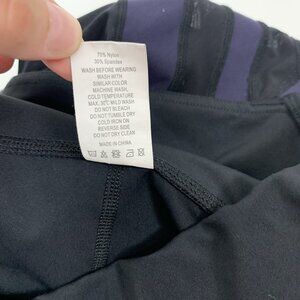 70% Nylon
30% Spandex
WASH BEFORE WEARING
WASH WITH
SIMILAR COLOR
MACHINE WASH,
COLD TEMPERATURE
MAX. 30℃ MILD WASH
DO NOT BLEACH
DO NOT TUMBLE DRY
COLD IRON ON
REVERSE SIDE
DO NOT DRY CLEAN
MADE IN CHINA